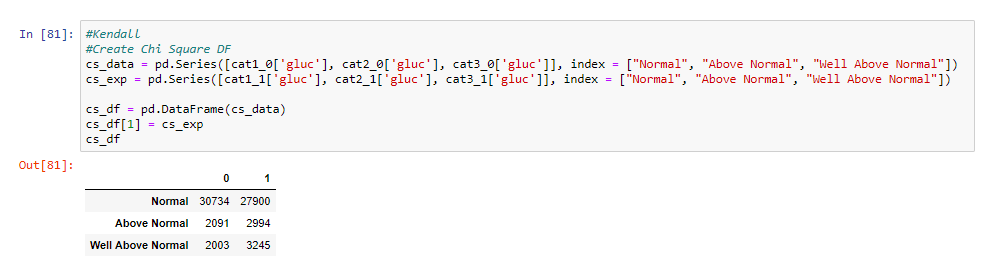 In [81]: #Kendall
#Create Chi Square DF
cs_data = pd.Series([cat1_0['gluc'], cat2_0['gluc'], cat3_0['gluc']], index = ["Normal", "Above Normal", "Well Above Normal"])
cs_exp = pd.Series([cat1_1['gluc'], cat2_1['gluc'], cat3_1['gluc']], index = ["Normal", "Above Normal", "Well Above Normal"])
cs_df = pd.DataFrame(cs_data)
cs_df[1] = cs_exp
cs_df
Out[81]:
0 1
Normal 30734 27900
Above Normal 2091 2994
Well Above Normal 2003 3245